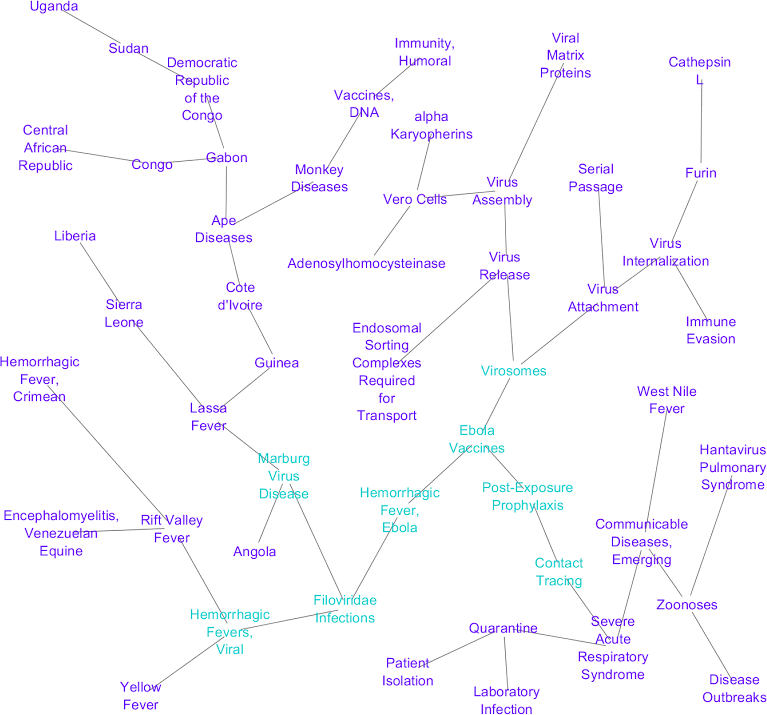 Uganda
Sudan
Democratic
Republic
of the
Congo
Immunity,
Humoral
Viral
Matrix
Proteins
Cathepsin
L
Vaccines,
DNA
alpha
Karyopherins
Central
African
Republic
Congo
Gabon
Monkey
Diseases
Vero Cells
Virus
Assembly
Serial
Passage
Furin
Ape
Diseases
Liberia
Adenosylhomocysteinase
Virus
Release
Virus
Internalization
Cote
d'Ivoire
Virus
Attachment
Sierra
Leone
Immune
Evasion
Endosomal
Sorting
Complexes
Required
for
Transport
Guinea
Virosomes
Hemorrhagic
Fever,
Crimean
Lassa
Fever
West Nile
Fever
Ebola
Vaccines
Hantavirus
Pulmonary
Syndrome
Marburg
Virus
Disease
Hemorrhagic
Fever,
Ebola
Post-Exposure
Prophylaxis
Encephalomyelitis,
Venezuelan
Equine
Rift Valley
Fever
Angola
Communicable
Diseases,
Emerging
Contact
Tracing
Hemorrhagic
Fevers,
Viral
Filoviridae
Infections
Zoonoses
Quarantine
Severe
Acute
Respiratory
Syndrome
Patient
Isolation
Yellow
Fever
Laboratory
Infection
Disease
Outbreaks